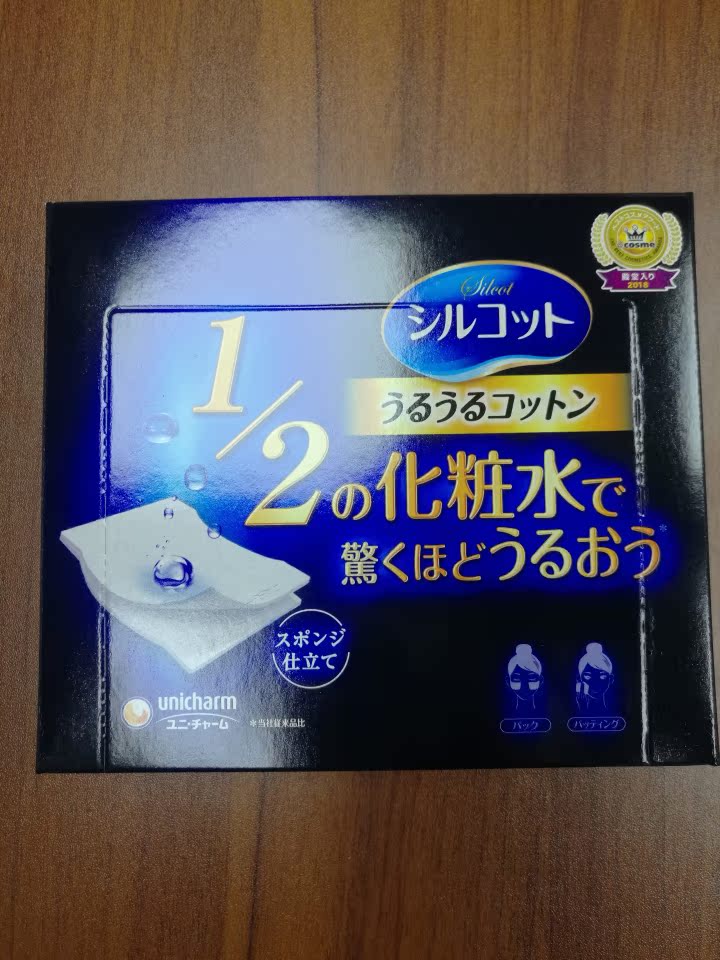 @cosme
殿堂入り
2016
Silcot
シルコット
うるうるコットン
1/2の化粧水で
驚くほどうるおう*
スポンジ
仕立て
unicharm
ユニ・チャーム
*当社従来品比
パック
パッティング